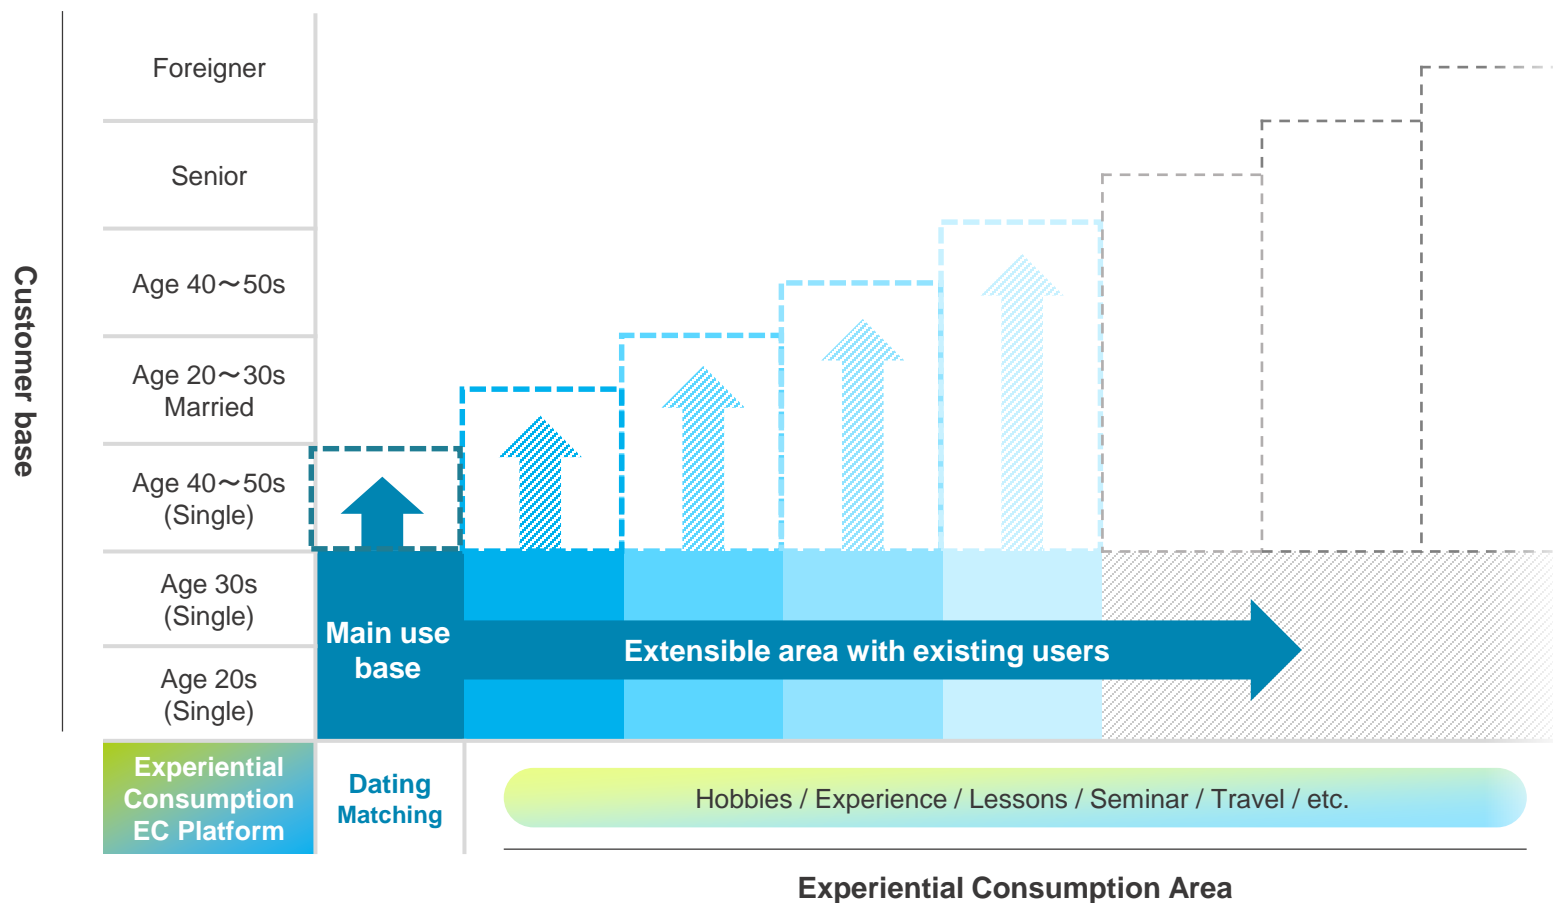 Customer base
Foreigner
Senior
Age 40～50s
Age 20～30s
Married
Age 40～50s
(Single)
Age 30s
(Single)
Age 20s
(Single)
Main use
base
Extensible area with existing users
Experiential
Consumption
EC Platform
Dating
Matching
Hobbies / Experience / Lessons / Seminar / Travel / etc.
Experiential Consumption Area